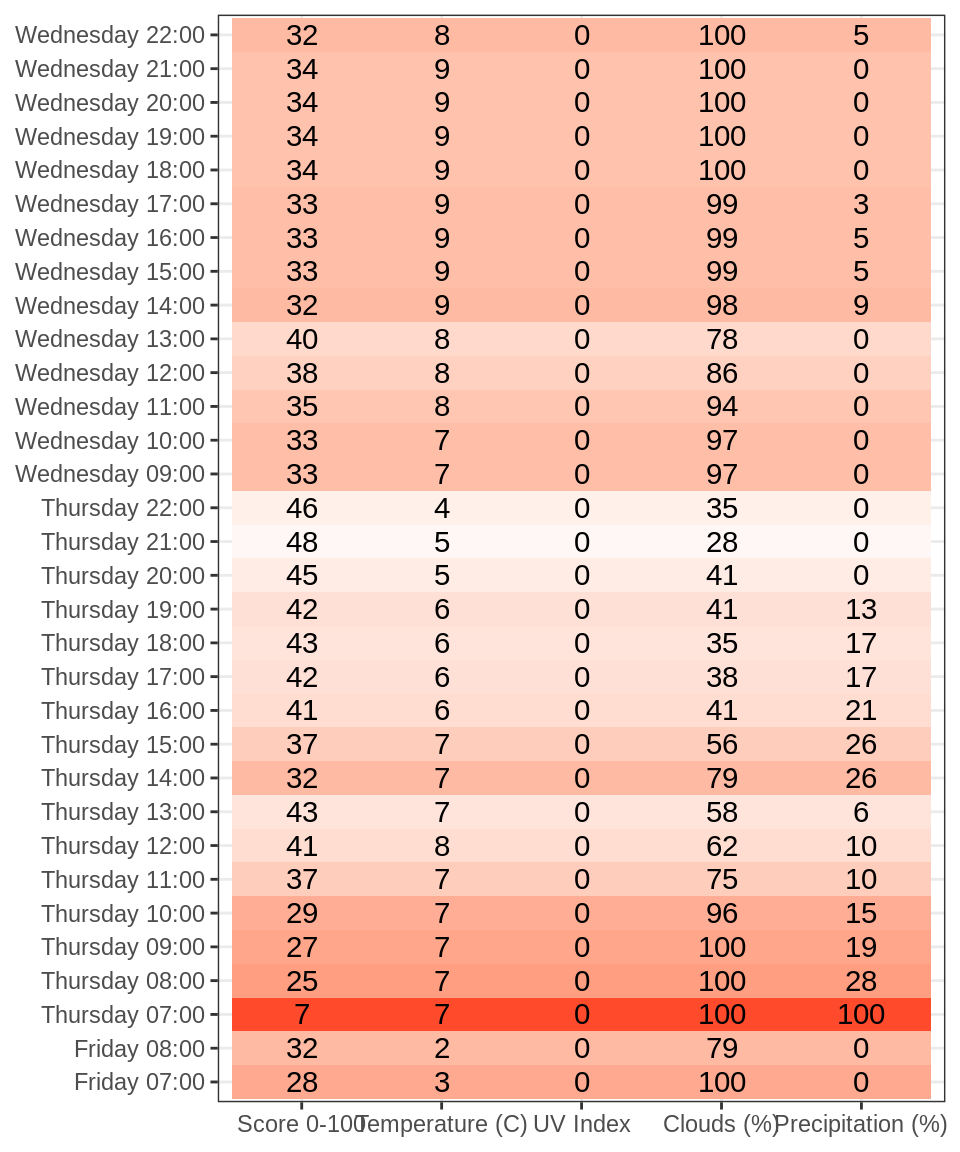 Wednesday 22:00 32 8 0 100 5
Wednesday 21:00 34 9 0 100 0
Wednesday 20:00 34 9 0 100 0
Wednesday 19:00 34 9 0 100 0
Wednesday 18:00 34 9 0 100 0
Wednesday 17:00 33 9 0 99 3
Wednesday 16:00 33 9 0 99 5
Wednesday 15:00 33 9 0 99 5
Wednesday 14:00 32 9 0 98 9
Wednesday 13:00 40 8 0 78 0
Wednesday 12:00 38 8 0 86 0
Wednesday 11:00 35 8 0 94 0
Wednesday 10:00 33 7 0 97 0
Wednesday 09:00 33 7 0 97 0
Thursday 22:00 46 4 0 35 0
Thursday 21:00 48 5 0 28 0
Thursday 20:00 45 5 0 41 0
Thursday 19:00 42 6 0 41 13
Thursday 18:00 43 6 0 35 17
Thursday 17:00 42 6 0 38 17
Thursday 16:00 41 6 0 41 21
Thursday 15:00 37 7 0 56 26
Thursday 14:00 32 7 0 79 26
Thursday 13:00 43 7 0 58 6
Thursday 12:00 41 8 0 62 10
Thursday 11:00 37 7 0 75 10
Thursday 10:00 29 7 0 96 15
Thursday 09:00 27 7 0 100 19
Thursday 08:00 25 7 0 100 28
Thursday 07:00 7 7 0 100 100
Friday 08:00 32 2 0 79 0
Friday 07:00 28 3 0 100 0
Score 0-100 Temperature (C) UV Index Clouds (%) Precipitation (%)